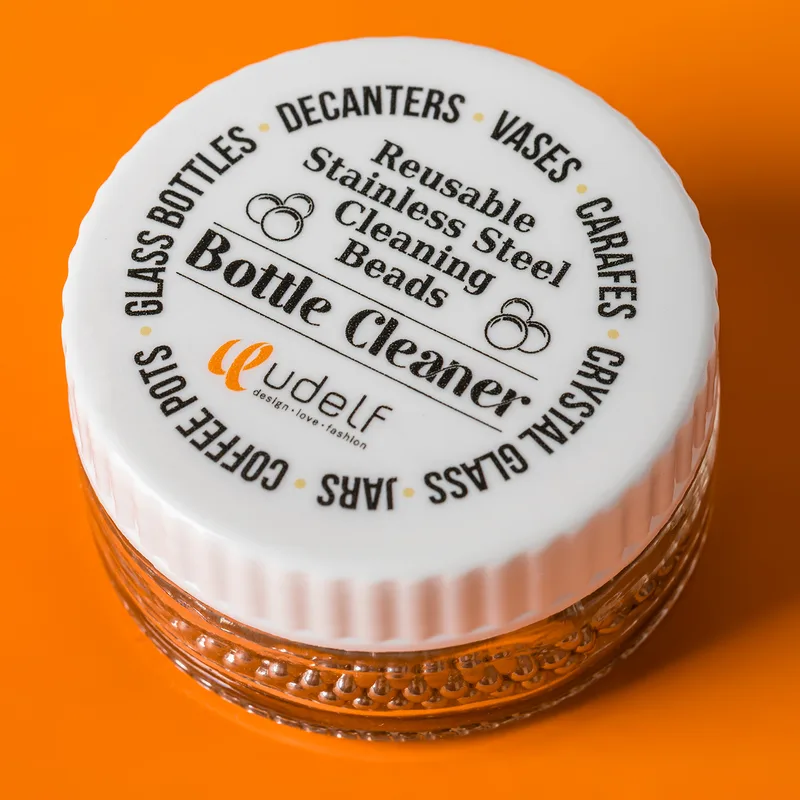 DECANTERS • VASES • CARAFES • CRYSTAL GLASS • JARS • COFFEE POTS • GLASS BOTTLES •
Reusable
Stainless Steel
Cleaning
Beads
Bottle Cleaner
udelf
design•love•fashion